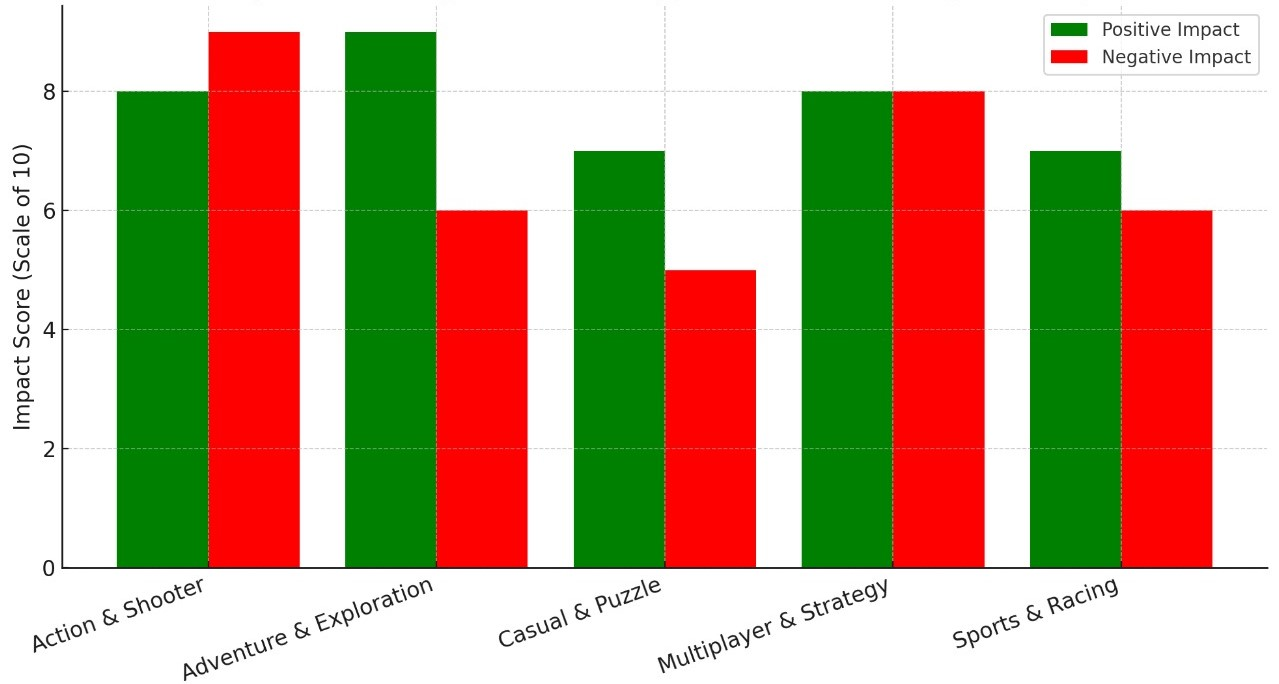 Positive Impact
Negative Impact
Impact Score (Scale of 10)
8
6
4
2
0
Action & Shooter
Adventure & Exploration
Casual & Puzzle
Multiplayer & Strategy
Sports & Racing